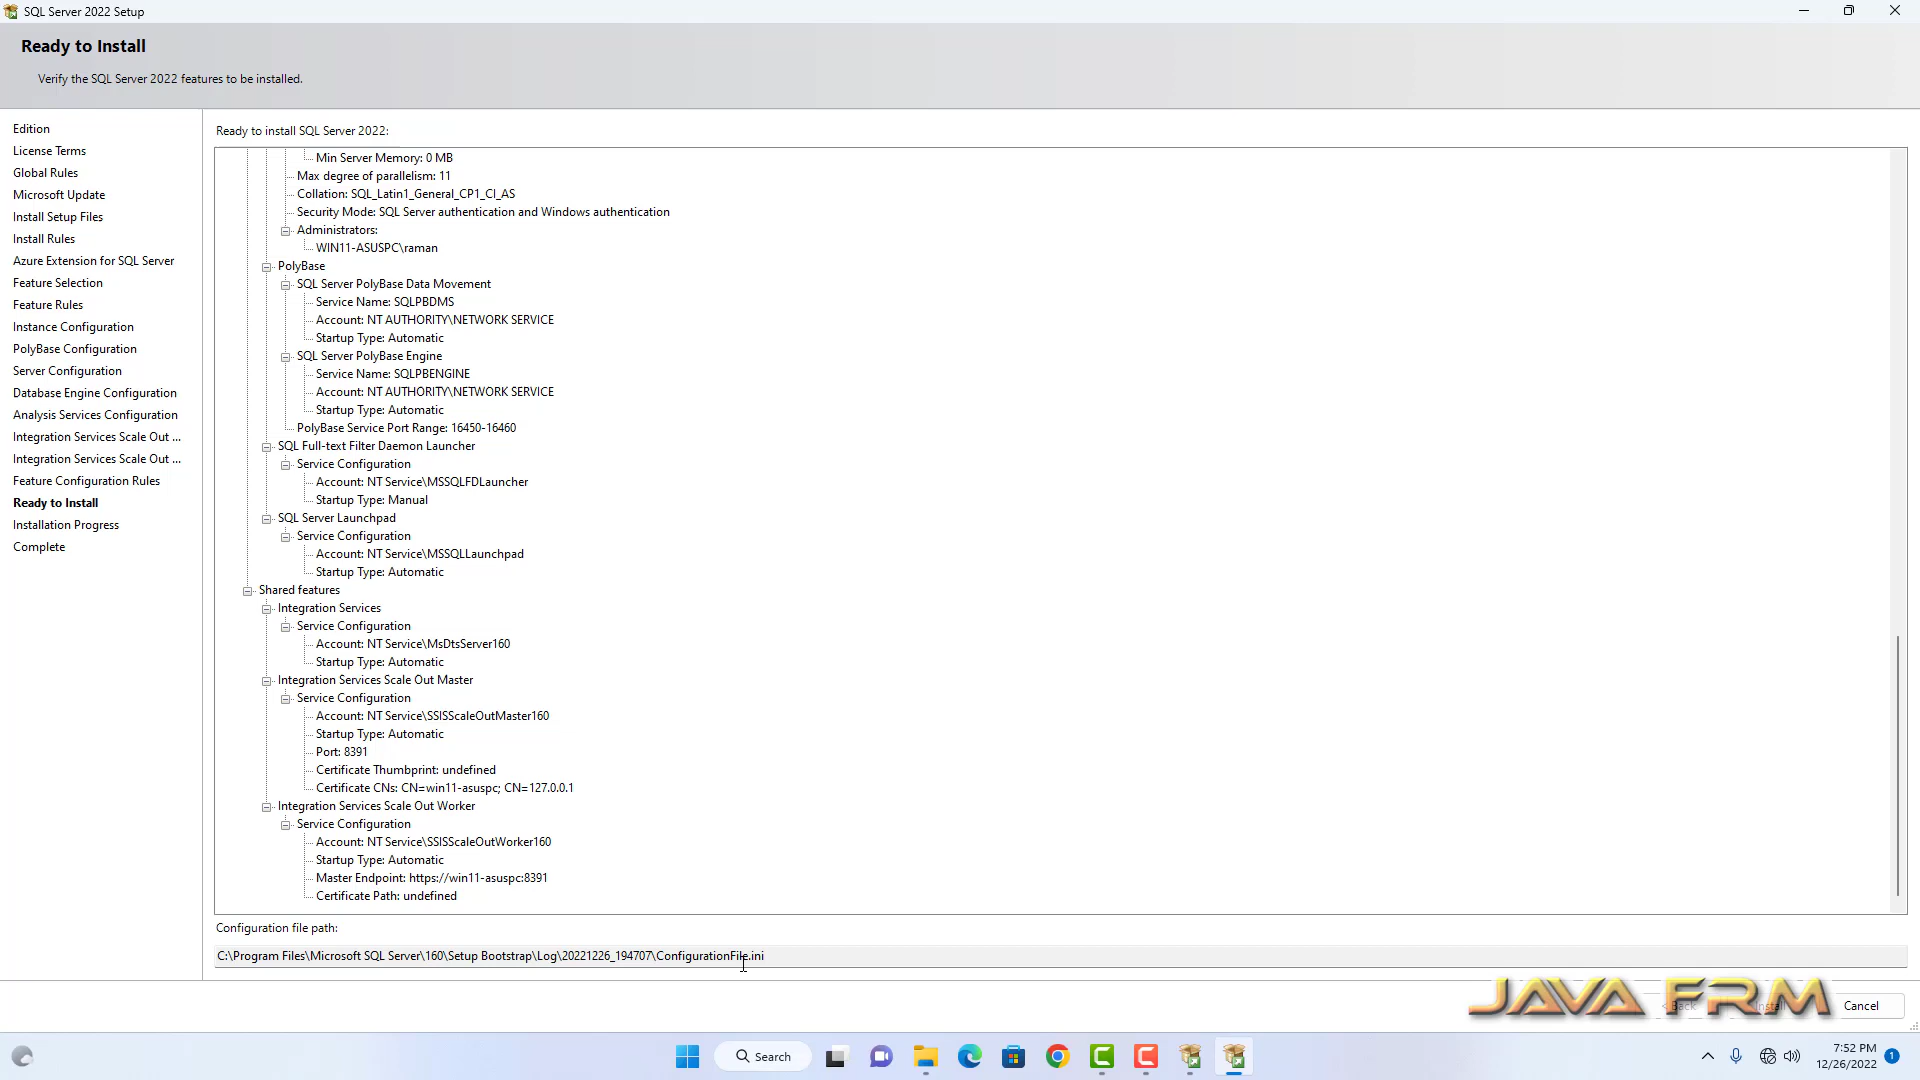 SQL Server 2022 Setup
Ready to Install
Verify the SQL Server 2022 features to be installed.
Edition
License Terms
Global Rules
Microsoft Update
Install Setup Files
Install Rules
Azure Extension for SQL Server
Feature Selection
Feature Rules
Instance Configuration
PolyBase Configuration
Server Configuration
Database Engine Configuration
Analysis Services Configuration
Integration Services Scale Out ...
Integration Services Scale Out ...
Feature Configuration Rules
Ready to Install
Installation Progress
Complete
Ready to install SQL Server 2022:
Min Server Memory: 0 MB
Max degree of parallelism: 11
Collation: SQL_Latin1_General_CP1_CI_AS
Security Mode: SQL Server authentication and Windows authentication
Administrators:
WIN11-ASUSPC\raman
PolyBase
SQL Server PolyBase Data Movement
Service Name: SQLPBDMS
Account: NT AUTHORITY\NETWORK SERVICE
Startup Type: Automatic
SQL Server PolyBase Engine
Service Name: SQLPBENGINE
Account: NT AUTHORITY\NETWORK SERVICE
Startup Type: Automatic
PolyBase Service Port Range: 16450-16460
SQL Full-text Filter Daemon Launcher
Service Configuration
Account: NT Service\MSSQLFDLauncher
Startup Type: Manual
SQL Server Launchpad
Service Configuration
Account: NT Service\MSSQLLaunchpad
Startup Type: Automatic
Shared features
Integration Services
Service Configuration
Account: NT Service\MsDtsServer160
Startup Type: Automatic
Integration Services Scale Out Master
Service Configuration
Account: NT Service\SSISScaleOutMaster160
Startup Type: Automatic
Port: 8391
Certificate Thumbprint: undefined
Certificate CNs: CN=win11-asuspc; CN=127.0.0.1
Integration Services Scale Out Worker
Service Configuration
Account: NT Service\SSISScaleOutWorker160
Startup Type: Automatic
Master Endpoint: https://win11-asuspc:8391
Certificate Path: undefined
Configuration file path:
C:\Program Files\Microsoft SQL Server\160\Setup Bootstrap\Log\20221226_194707\ConfigurationFile.ini
< Back
Install
Cancel
JAVA FRM
Search
7:52 PM
12/26/2022
1